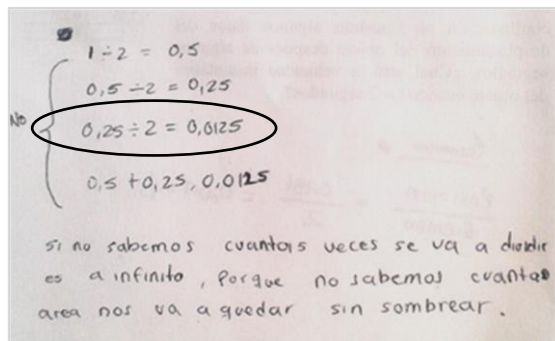 1 ÷ 2 = 0,5
0,5 ÷ 2 = 0,25
No
0,25 ÷ 2 = 0,0125
0,5 + 0,25, 0,0125
si no sabemos cuantas veces se va a dividir
es a infinito, Porque no sabemos cuanta
area nos va a quedar sin sombrear.